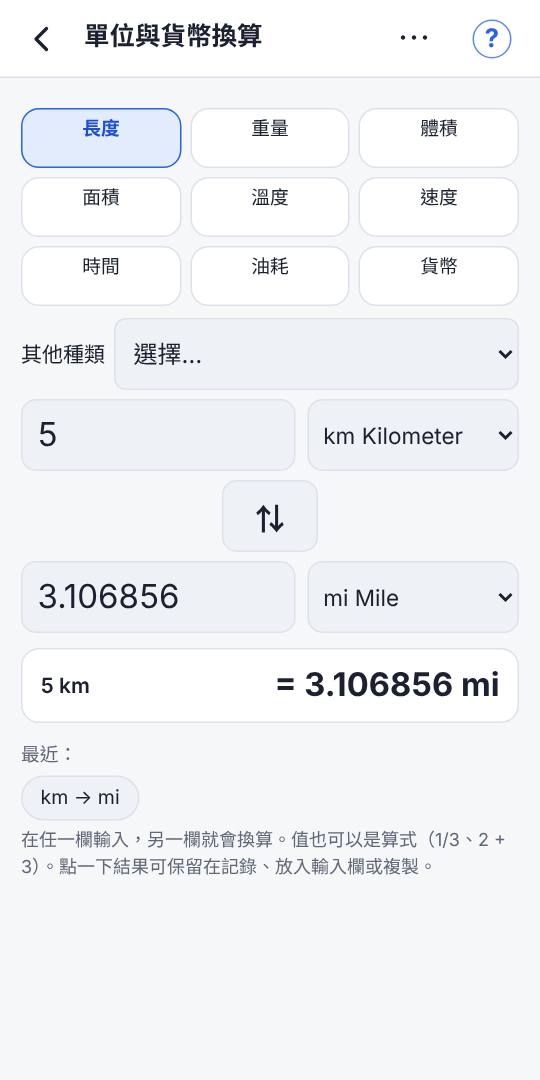 單位與貨幣換算
?
長度 重量 體積
面積 溫度 速度
時間 油耗 貨幣
其他種類 選擇...
5 km Kilometer
3.106856 mi Mile
5 km = 3.106856 mi
最近：
km → mi
在任一欄輸入，另一欄就會換算。值也可以是算式（1/3、2 +
3）。點一下結果可保留在記錄、放入輸入欄或複製。